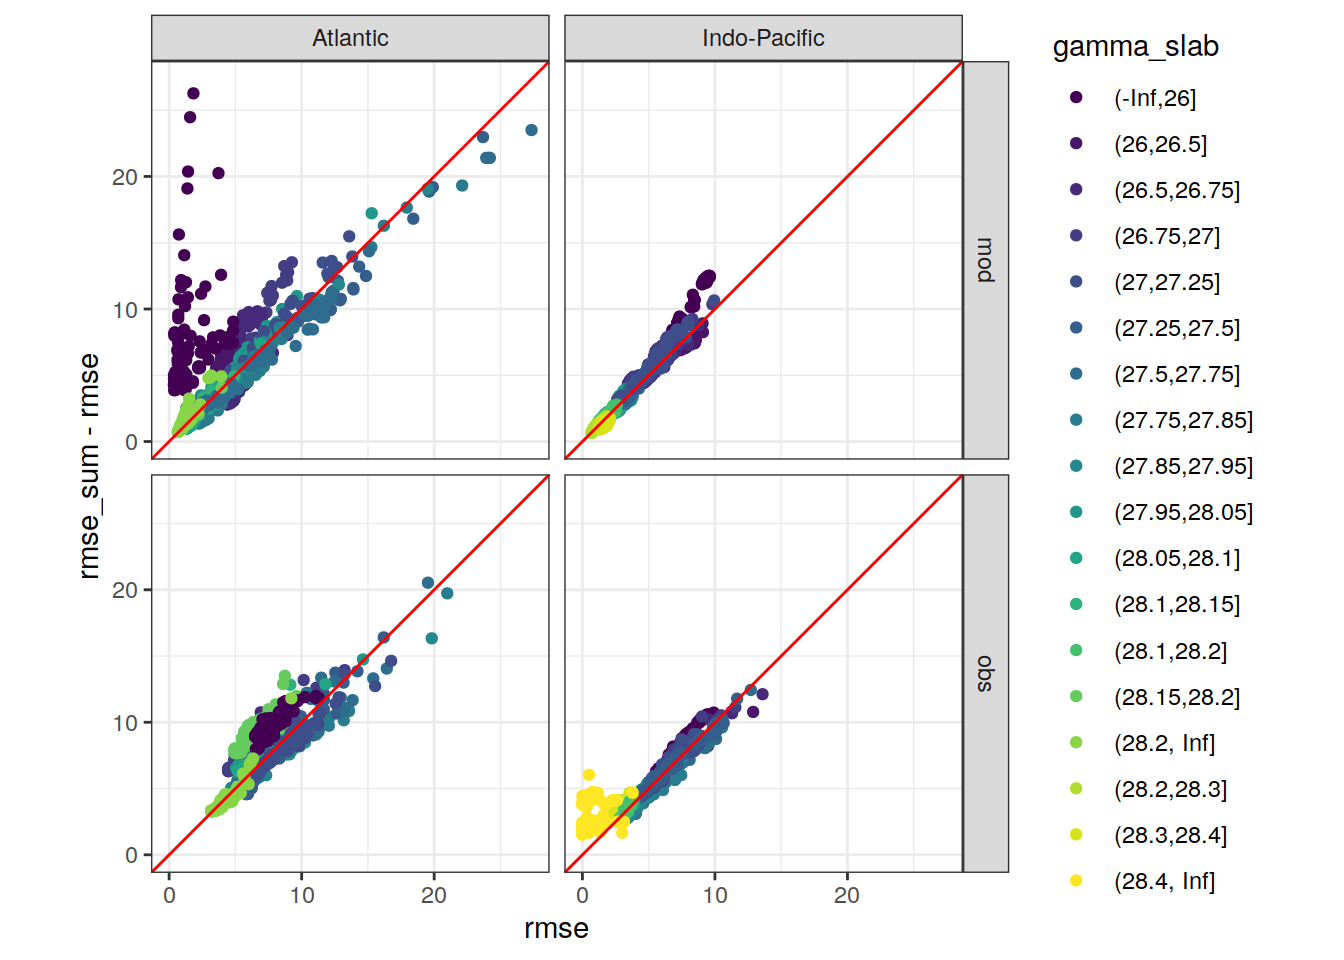 Atlantic
Indo-Pacific
mod
obs
rmse_sum - rmse
20
10
0
20
10
0
0
10
20
0
10
20
rmse
gamma_slab
(-Inf,26]
(26,26.5]
(26.5,26.75]
(26.75,27]
(27,27.25]
(27.25,27.5]
(27.5,27.75]
(27.75,27.85]
(27.85,27.95]
(27.95,28.05]
(28.05,28.1]
(28.1,28.15]
(28.1,28.2]
(28.15,28.2]
(28.2, Inf]
(28.2,28.3]
(28.3,28.4]
(28.4, Inf]